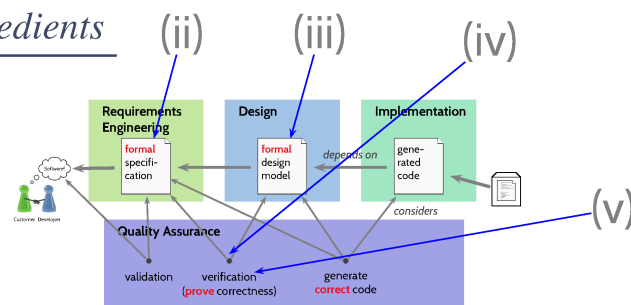 edients
(ii)
(iii)
(iv)
Requirements
Engineering
Design
Implementation
formal
specifi-
cation
formal
design
model
depends on
gene-
rated
code
Software!
Customer Developer
considers
(v)
Quality Assurance
validation
verification
(prove correctness)
generate
correct code